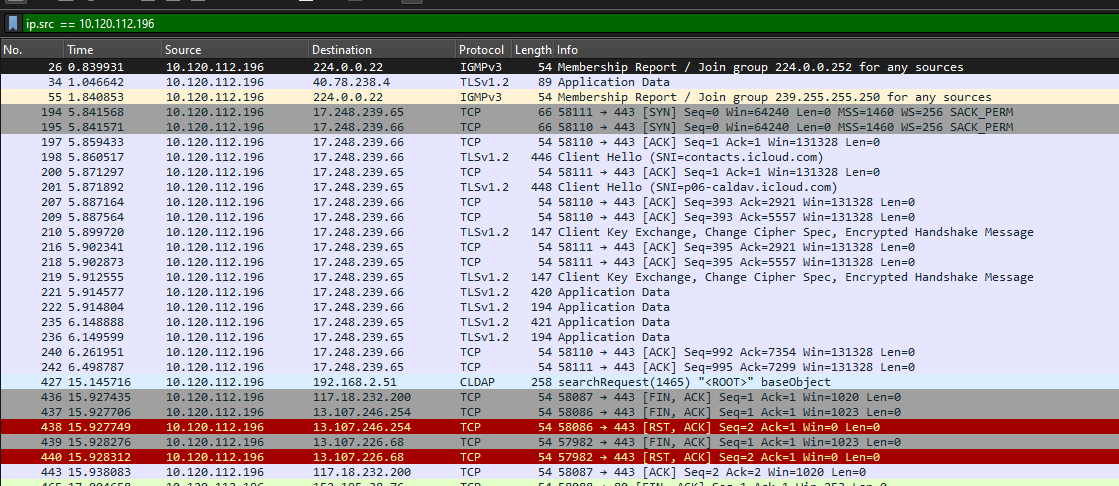 ip.src == 10.120.112.196
No. Time Source Destination Protocol Length Info
26 0.839931 10.120.112.196 224.0.0.22 IGMPv3 54 Membership Report / Join group 224.0.0.252 for any sources
34 1.046642 10.120.112.196 40.78.238.4 TLSv1.2 89 Application Data
55 1.840853 10.120.112.196 224.0.0.22 IGMPv3 54 Membership Report / Join group 239.255.255.250 for any sources
194 5.841568 10.120.112.196 17.248.239.65 TCP 66 58111 → 443 [SYN] Seq=0 Win=64240 Len=0 MSS=1460 WS=256 SACK_PERM
195 5.841571 10.120.112.196 17.248.239.66 TCP 66 58110 → 443 [SYN] Seq=0 Win=64240 Len=0 MSS=1460 WS=256 SACK_PERM
197 5.859433 10.120.112.196 17.248.239.66 TCP 54 58110 → 443 [ACK] Seq=1 Ack=1 Win=131328 Len=0
198 5.860517 10.120.112.196 17.248.239.66 TLSv1.2 446 Client Hello (SNI=contacts.icloud.com)
200 5.871297 10.120.112.196 17.248.239.65 TCP 54 58111 → 443 [ACK] Seq=1 Ack=1 Win=131328 Len=0
201 5.871892 10.120.112.196 17.248.239.65 TLSv1.2 448 Client Hello (SNI=p06-caldav.icloud.com)
207 5.887164 10.120.112.196 17.248.239.66 TCP 54 58110 → 443 [ACK] Seq=393 Ack=2921 Win=131328 Len=0
209 5.887564 10.120.112.196 17.248.239.66 TCP 54 58110 → 443 [ACK] Seq=393 Ack=5557 Win=131328 Len=0
210 5.899720 10.120.112.196 17.248.239.66 TLSv1.2 147 Client Key Exchange, Change Cipher Spec, Encrypted Handshake Message
216 5.902341 10.120.112.196 17.248.239.65 TCP 54 58111 → 443 [ACK] Seq=395 Ack=2921 Win=131328 Len=0
218 5.902873 10.120.112.196 17.248.239.65 TCP 54 58111 → 443 [ACK] Seq=395 Ack=5557 Win=131328 Len=0
219 5.912555 10.120.112.196 17.248.239.65 TLSv1.2 147 Client Key Exchange, Change Cipher Spec, Encrypted Handshake Message
221 5.914577 10.120.112.196 17.248.239.66 TLSv1.2 420 Application Data
222 5.914804 10.120.112.196 17.248.239.66 TLSv1.2 194 Application Data
235 6.148888 10.120.112.196 17.248.239.65 TLSv1.2 421 Application Data
236 6.149599 10.120.112.196 17.248.239.65 TLSv1.2 194 Application Data
240 6.261951 10.120.112.196 17.248.239.66 TCP 54 58110 → 443 [ACK] Seq=992 Ack=7354 Win=131328 Len=0
242 6.498787 10.120.112.196 17.248.239.65 TCP 54 58111 → 443 [ACK] Seq=995 Ack=7299 Win=131328 Len=0
427 15.145716 10.120.112.196 192.168.2.51 CLDAP 258 searchRequest(1465) "<ROOT>" baseObject
436 15.927435 10.120.112.196 117.18.232.200 TCP 54 58087 → 443 [FIN, ACK] Seq=1 Ack=1 Win=1020 Len=0
437 15.927706 10.120.112.196 13.107.246.254 TCP 54 58086 → 443 [FIN, ACK] Seq=1 Ack=1 Win=1023 Len=0
438 15.927749 10.120.112.196 13.107.246.254 TCP 54 58086 → 443 [RST, ACK] Seq=2 Ack=1 Win=0 Len=0
439 15.928276 10.120.112.196 13.107.226.68 TCP 54 57982 → 443 [FIN, ACK] Seq=1 Ack=1 Win=1023 Len=0
440 15.928312 10.120.112.196 13.107.226.68 TCP 54 57982 → 443 [RST, ACK] Seq=2 Ack=1 Win=0 Len=0
443 15.938083 10.120.112.196 117.18.232.200 TCP 54 58087 → 443 [ACK] Seq=2 Ack=2 Win=1020 Len=0